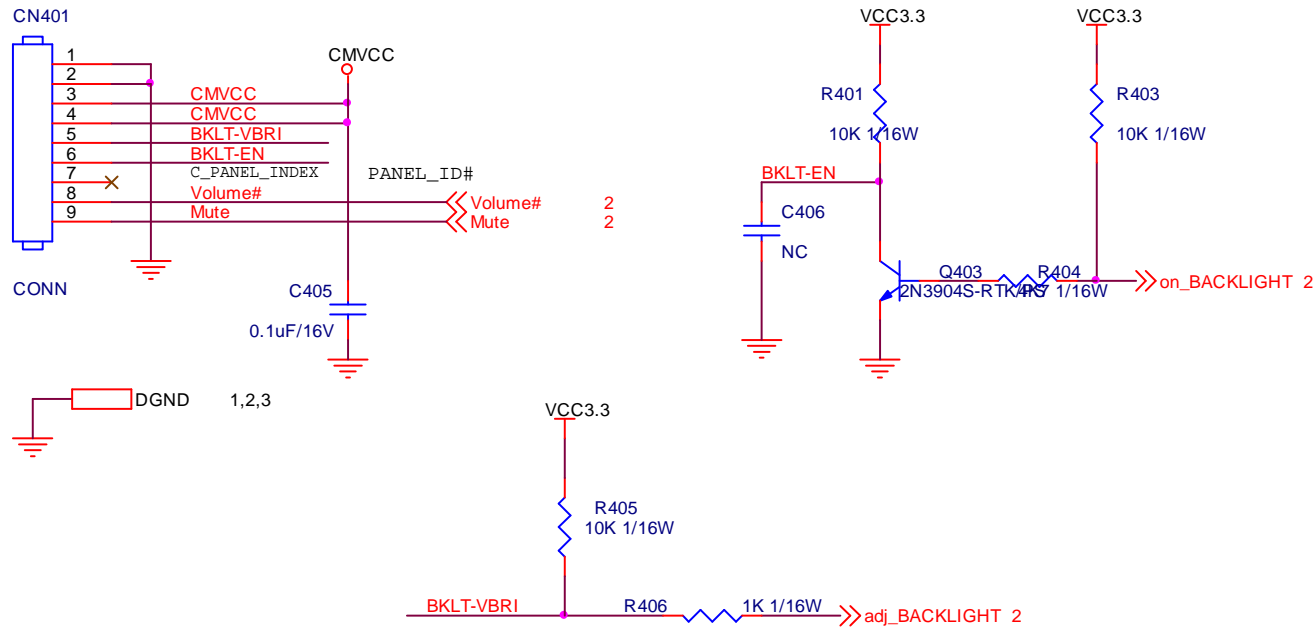 CN401
1
2
3
4
5
6
7
8
9
CMVCC
CMVCC
BKLT-VBRI
BKLT-EN
C_PANEL_INDEX
PANEL_ID#
Volume#
Mute
Volume# 2
Mute 2
CONN
CMVCC
C405
0.1uF/16V
DGND 1,2,3
VCC3.3
R401
10K 1/16W
BKLT-EN
C406
NC
VCC3.3
R403
10K 1/16W
Q403
2N3904S-RTK/PS
R404
4K7 1/16W
on_BACKLIGHT 2
VCC3.3
R405
10K 1/16W
BKLT-VBRI
R406
1K 1/16W
adj_BACKLIGHT 2